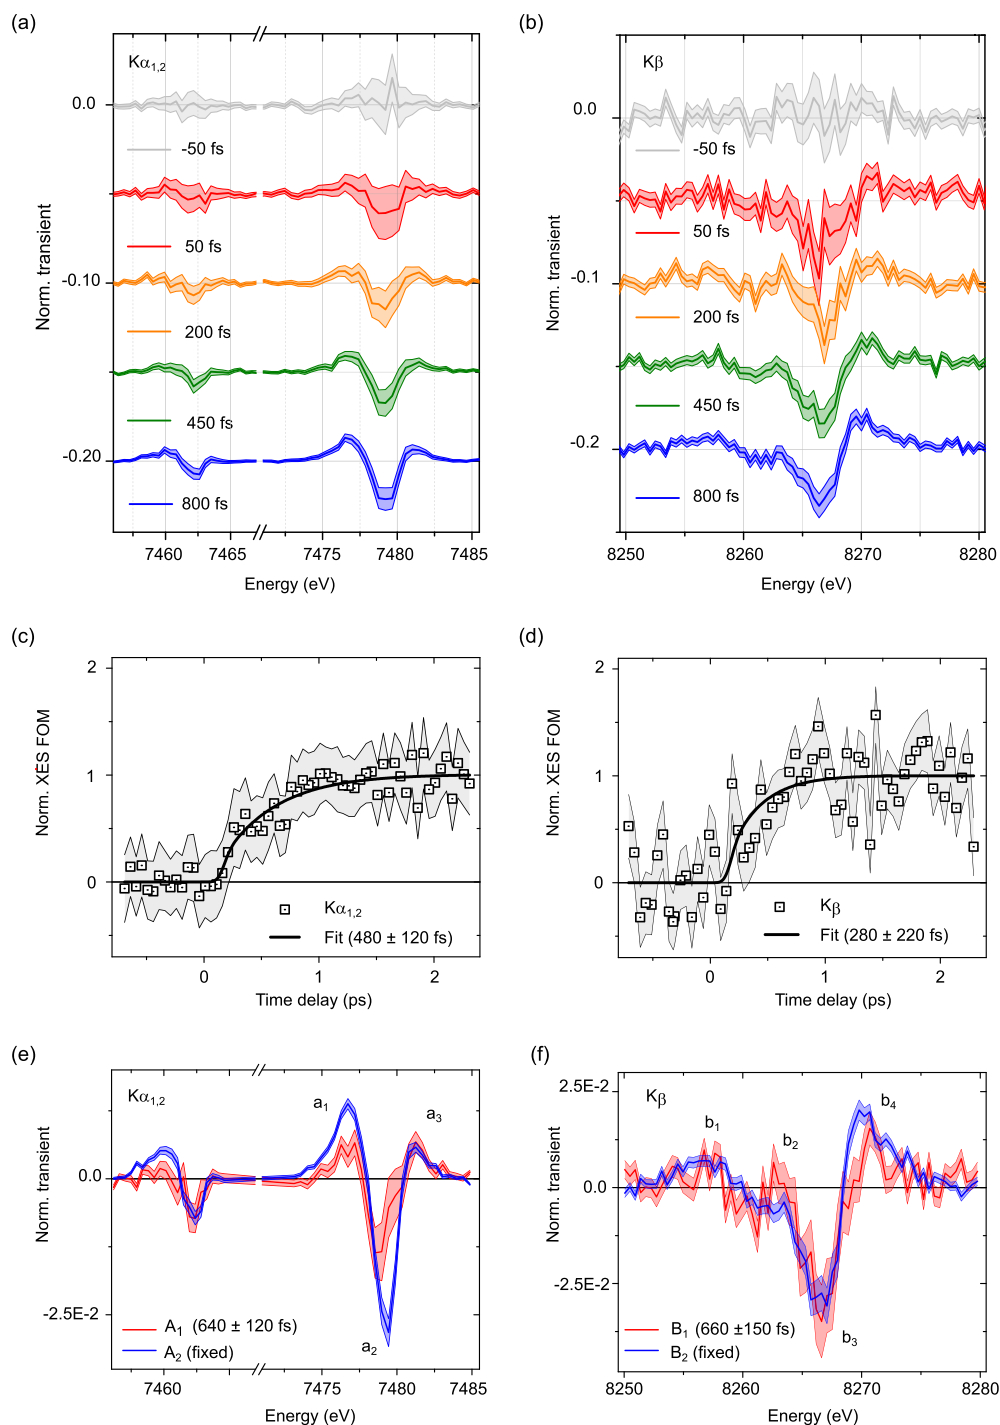 (a)
Kα1,2
Norm. transient
0.0
-0.10
-0.20
-50 fs
50 fs
200 fs
450 fs
800 fs
7460 7465 7475 7480 7485
Energy (eV)
(b)
Kβ
Norm. transient
0.0
-0.1
-0.2
-50 fs
50 fs
200 fs
450 fs
800 fs
8250 8260 8270 8280
Energy (eV)
(c)
Norm. XES FOM
2
1
0
Kα1,2
Fit (480 ± 120 fs)
0 1 2
Time delay (ps)
(d)
Norm. XES FOM
2
1
0
Kβ
Fit (280 ± 220 fs)
0 1 2
Time delay (ps)
(e)
Kα1,2
a1
a3
Norm. transient
0.0
-2.5E-2
A1 (640 ± 120 fs)
A2 (fixed)
a2
7460 7475 7480 7485
Energy (eV)
(f)
2.5E-2
Kβ
b1
b2
b4
Norm. transient
0.0
-2.5E-2
B1 (660 ±150 fs)
B2 (fixed)
b3
8250 8260 8270 8280
Energy (eV)